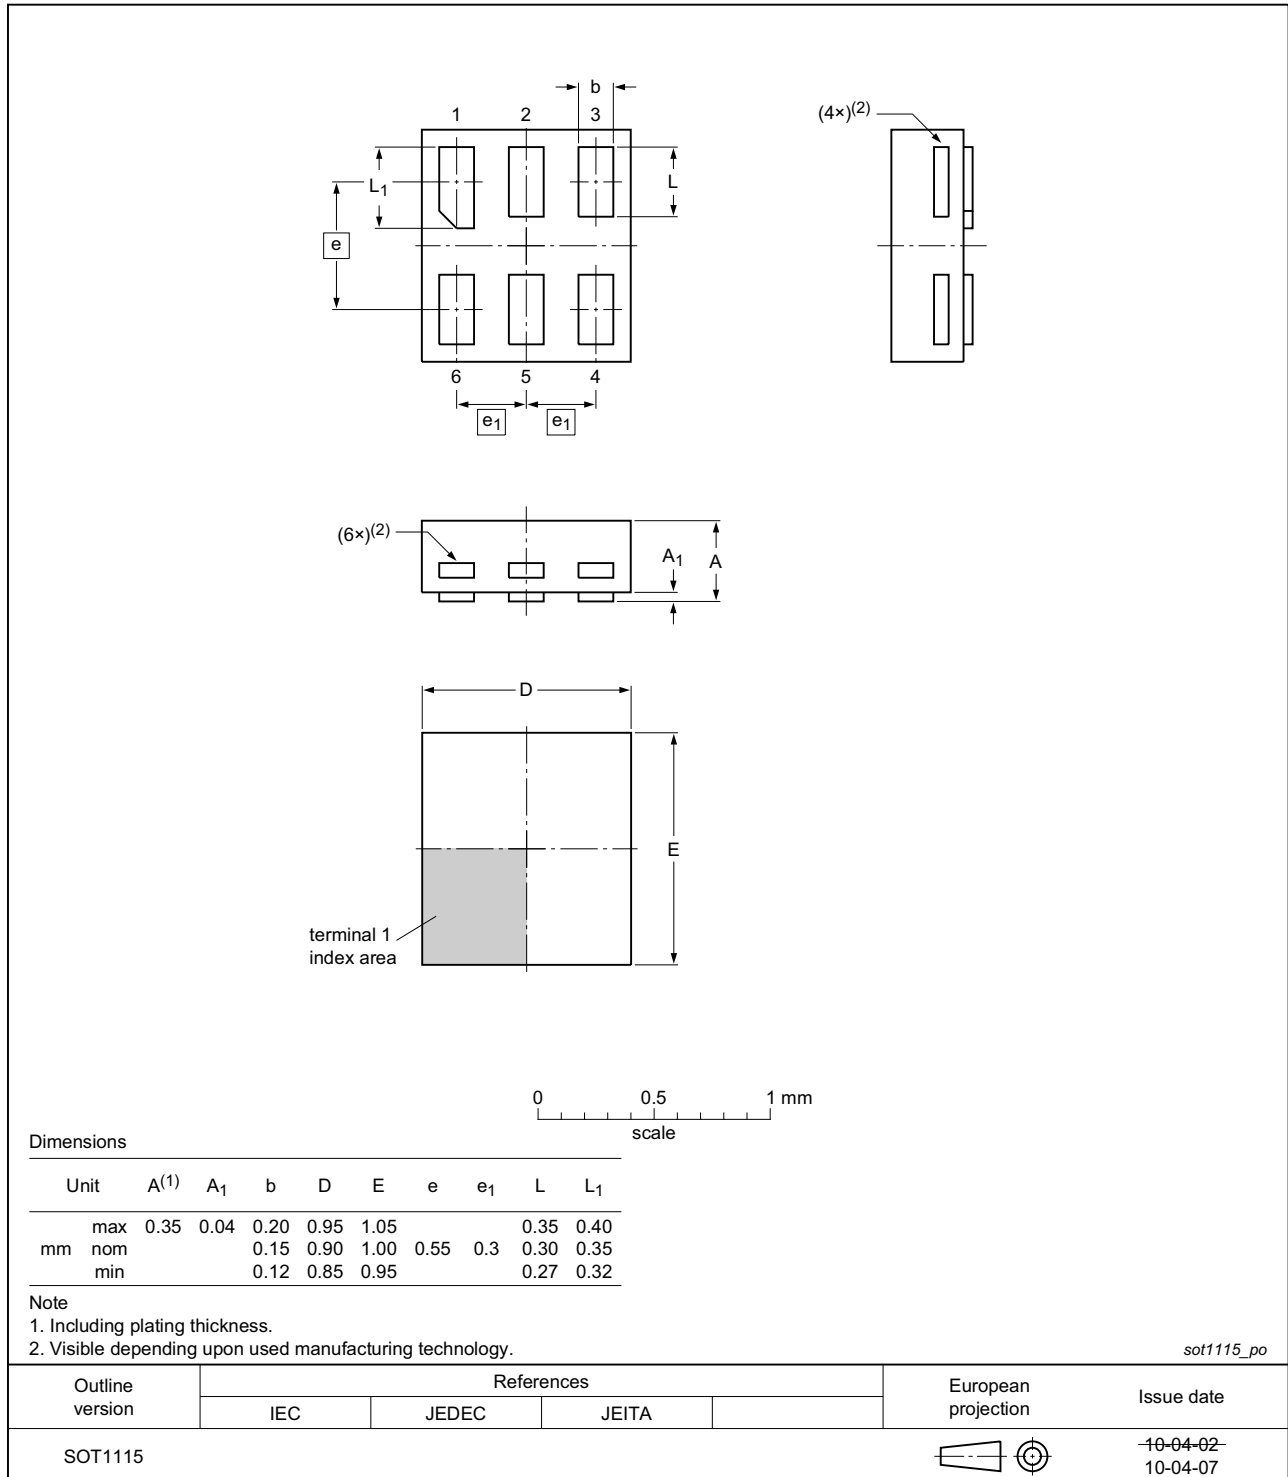 b
1 2 3
(4×)(2)
L1
L
e
6 5 4
e1 e1
(6×)(2)
A1 A
D
E
terminal 1
index area
0 0.5 1 mm
scale
Dimensions
Unit A(1) A1 b D E e e1 L L1
max 0.35 0.04 0.20 0.95 1.05 0.35 0.40
mm nom 0.15 0.90 1.00 0.55 0.3 0.30 0.35
min 0.12 0.85 0.95 0.27 0.32
Note
1. Including plating thickness.
2. Visible depending upon used manufacturing technology.
sot1115_po
Outline version
References
European projection
Issue date
IEC JEDEC JEITA
SOT1115
10-04-02
10-04-07